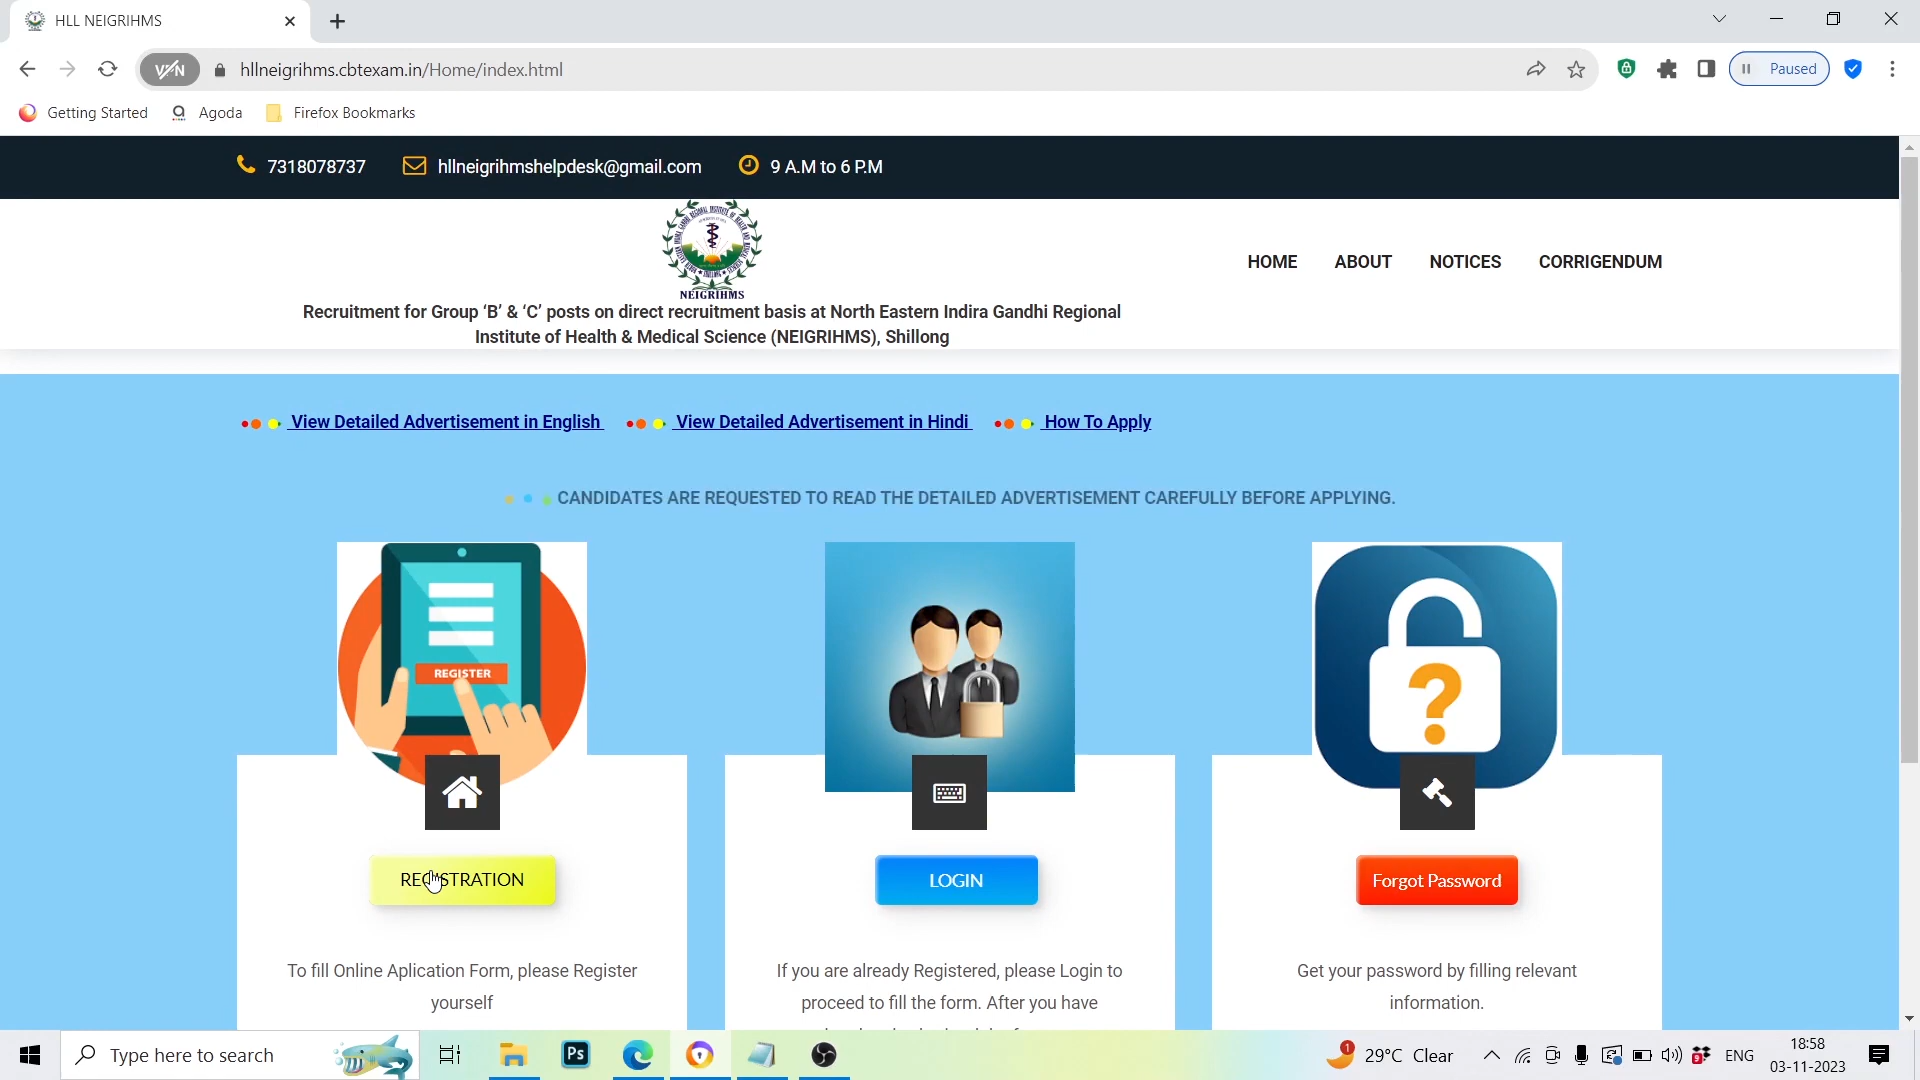 HLL NEIGRIHMS
VPN
hllneigrihms.cbtexam.in/Home/index.html
Paused
Getting Started
Agoda
Firefox Bookmarks
7318078737
hllneigrihmshelpdesk@gmail.com
9 A.M to 6 P.M
NEIGRIHMS
HOME
ABOUT
NOTICES
CORRIGENDUM
Recruitment for Group ‘B’ & ‘C’ posts on direct recruitment basis at North Eastern Indira Gandhi Regional
Institute of Health & Medical Science (NEIGRIHMS), Shillong
View Detailed Advertisement in English
View Detailed Advertisement in Hindi
How To Apply
CANDIDATES ARE REQUESTED TO READ THE DETAILED ADVERTISEMENT CAREFULLY BEFORE APPLYING.
REGISTER
?
REGISTRATION
LOGIN
Forgot Password
To fill Online Aplication Form, please Register
yourself
If you are already Registered, please Login to
proceed to fill the form. After you have
Get your password by filling relevant
information.
Type here to search
Ps
1
29°C Clear
9
ENG
18:58
03-11-2023